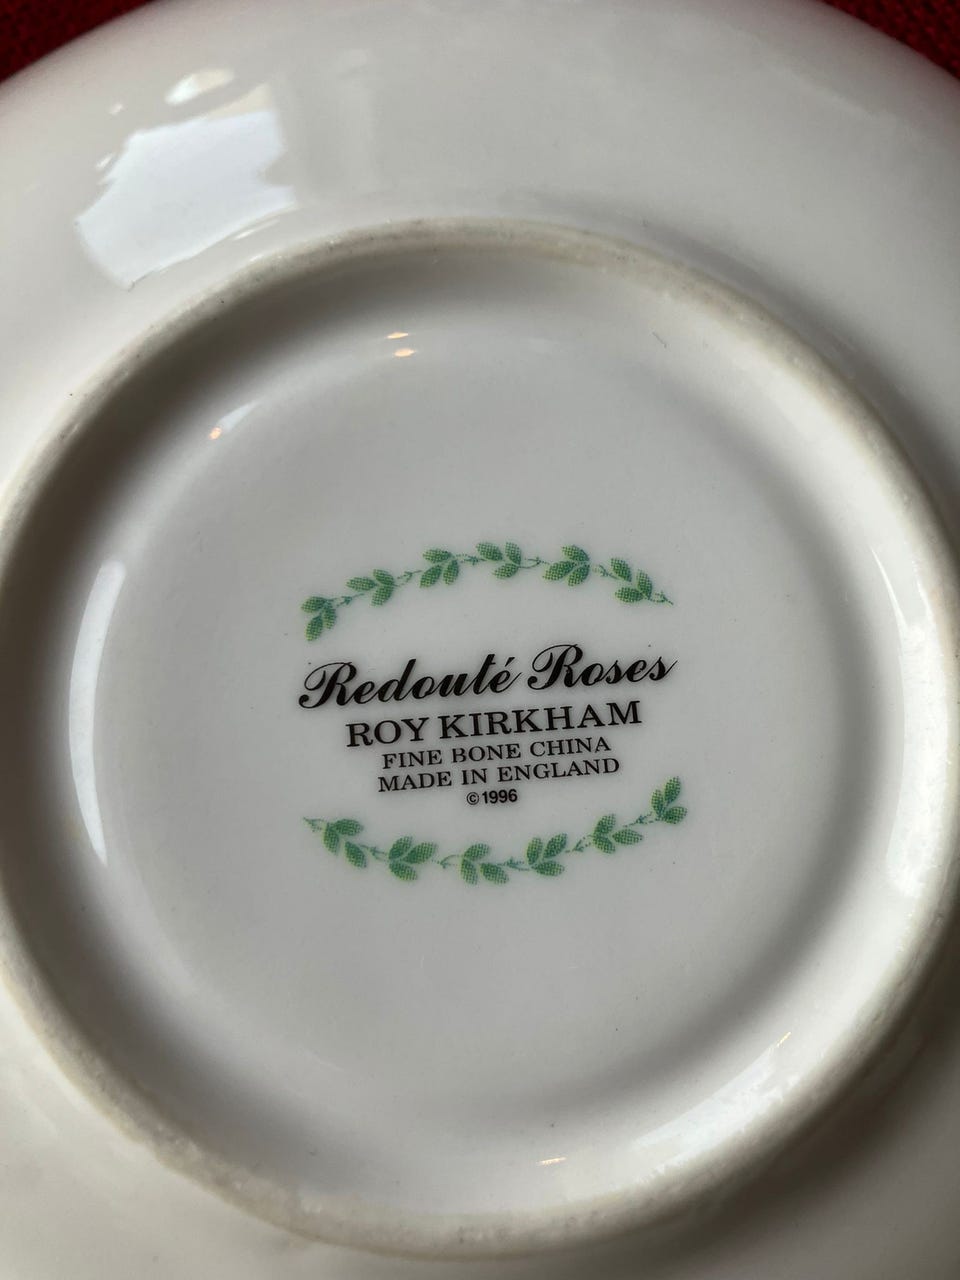 Redouté Roses
ROY KIRKHAM
FINE BONE CHINA
MADE IN ENGLAND
©1996